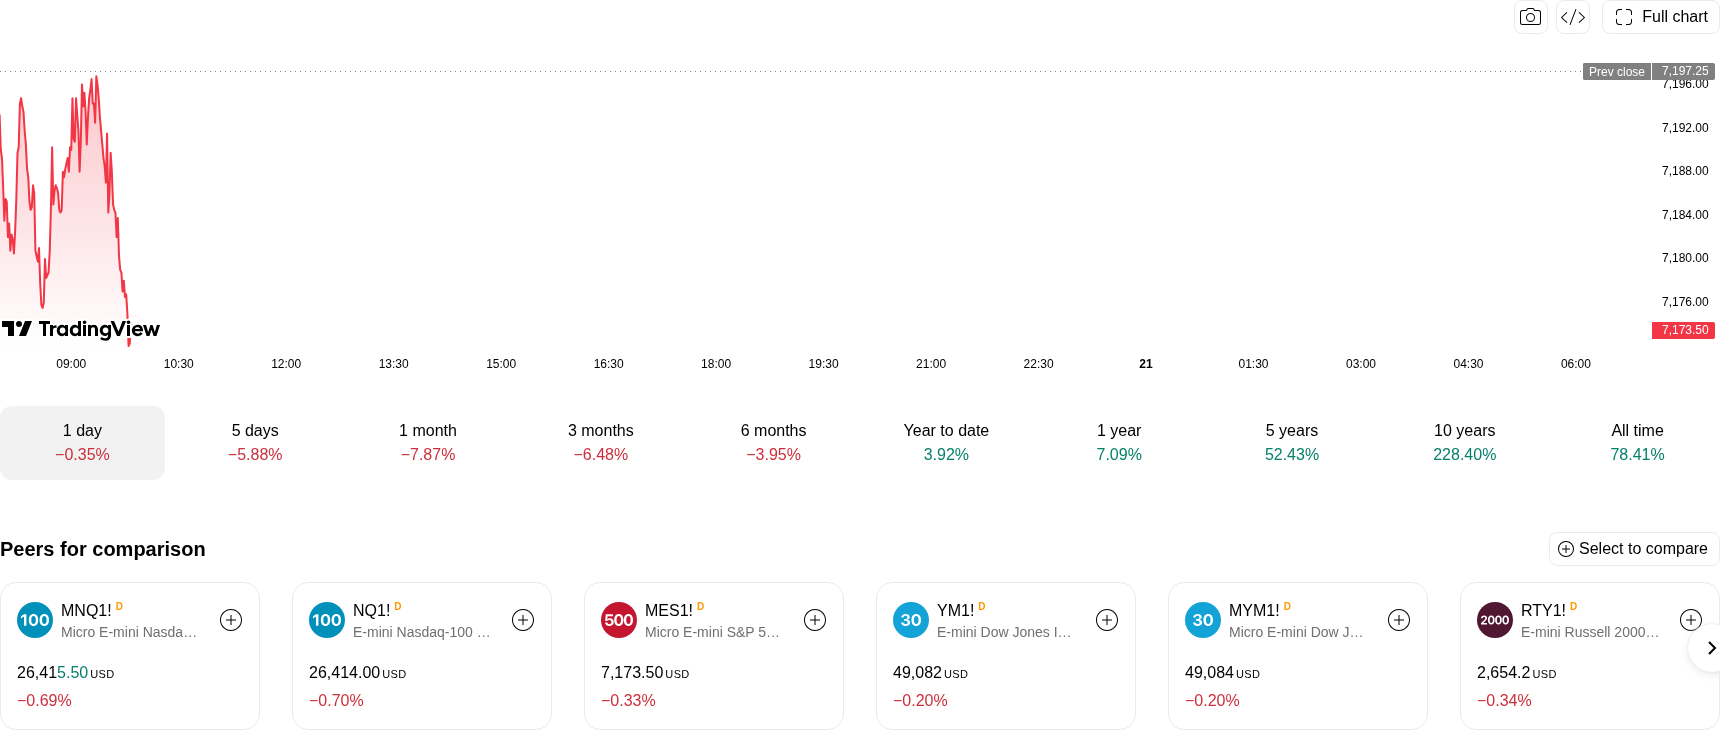 Full chart
Prev close 7,197.25
7,196.00
7,192.00
7,188.00
7,184.00
7,180.00
7,176.00
7,173.50
TradingView
09:00 10:30 12:00 13:30 15:00 16:30 18:00 19:30 21:00 22:30 21 01:30 03:00 04:30 06:00
1 day 5 days 1 month 3 months 6 months Year to date 1 year 5 years 10 years All time
−0.35% −5.88% −7.87% −6.48% −3.95% 3.92% 7.09% 52.43% 228.40% 78.41%
Peers for comparison
Select to compare
100 MNQ1! D
Micro E-mini Nasda…
26,415.50 USD
−0.69%
100 NQ1! D
E-mini Nasdaq-100 …
26,414.00 USD
−0.70%
500 MES1! D
Micro E-mini S&P 5…
7,173.50 USD
−0.33%
30 YM1! D
E-mini Dow Jones I…
49,082 USD
−0.20%
30 MYM1! D
Micro E-mini Dow J…
49,084 USD
−0.20%
2000 RTY1! D
E-mini Russell 2000…
2,654.2 USD
−0.34%